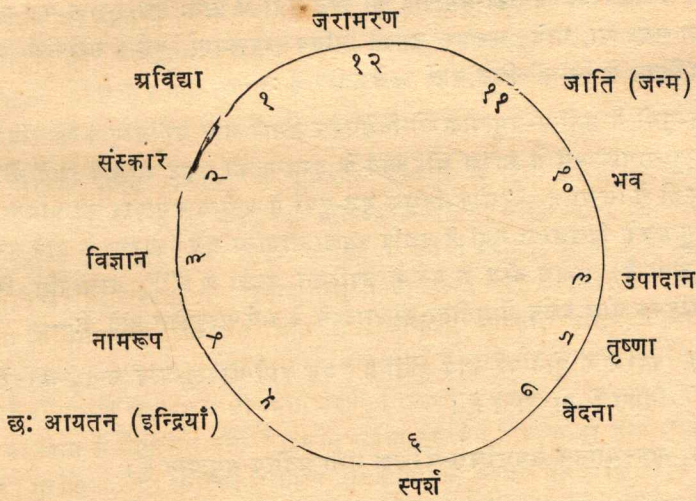 जरामरण
१२
अविद्या
१
११
जाति (जन्म)
संस्कार
२
१०
भव
विज्ञान
३
९
उपादान
नामरूप
४
८
तृष्णा
छः आयतन (इन्द्रियाँ)
५
७
वेदना
६
स्पर्श